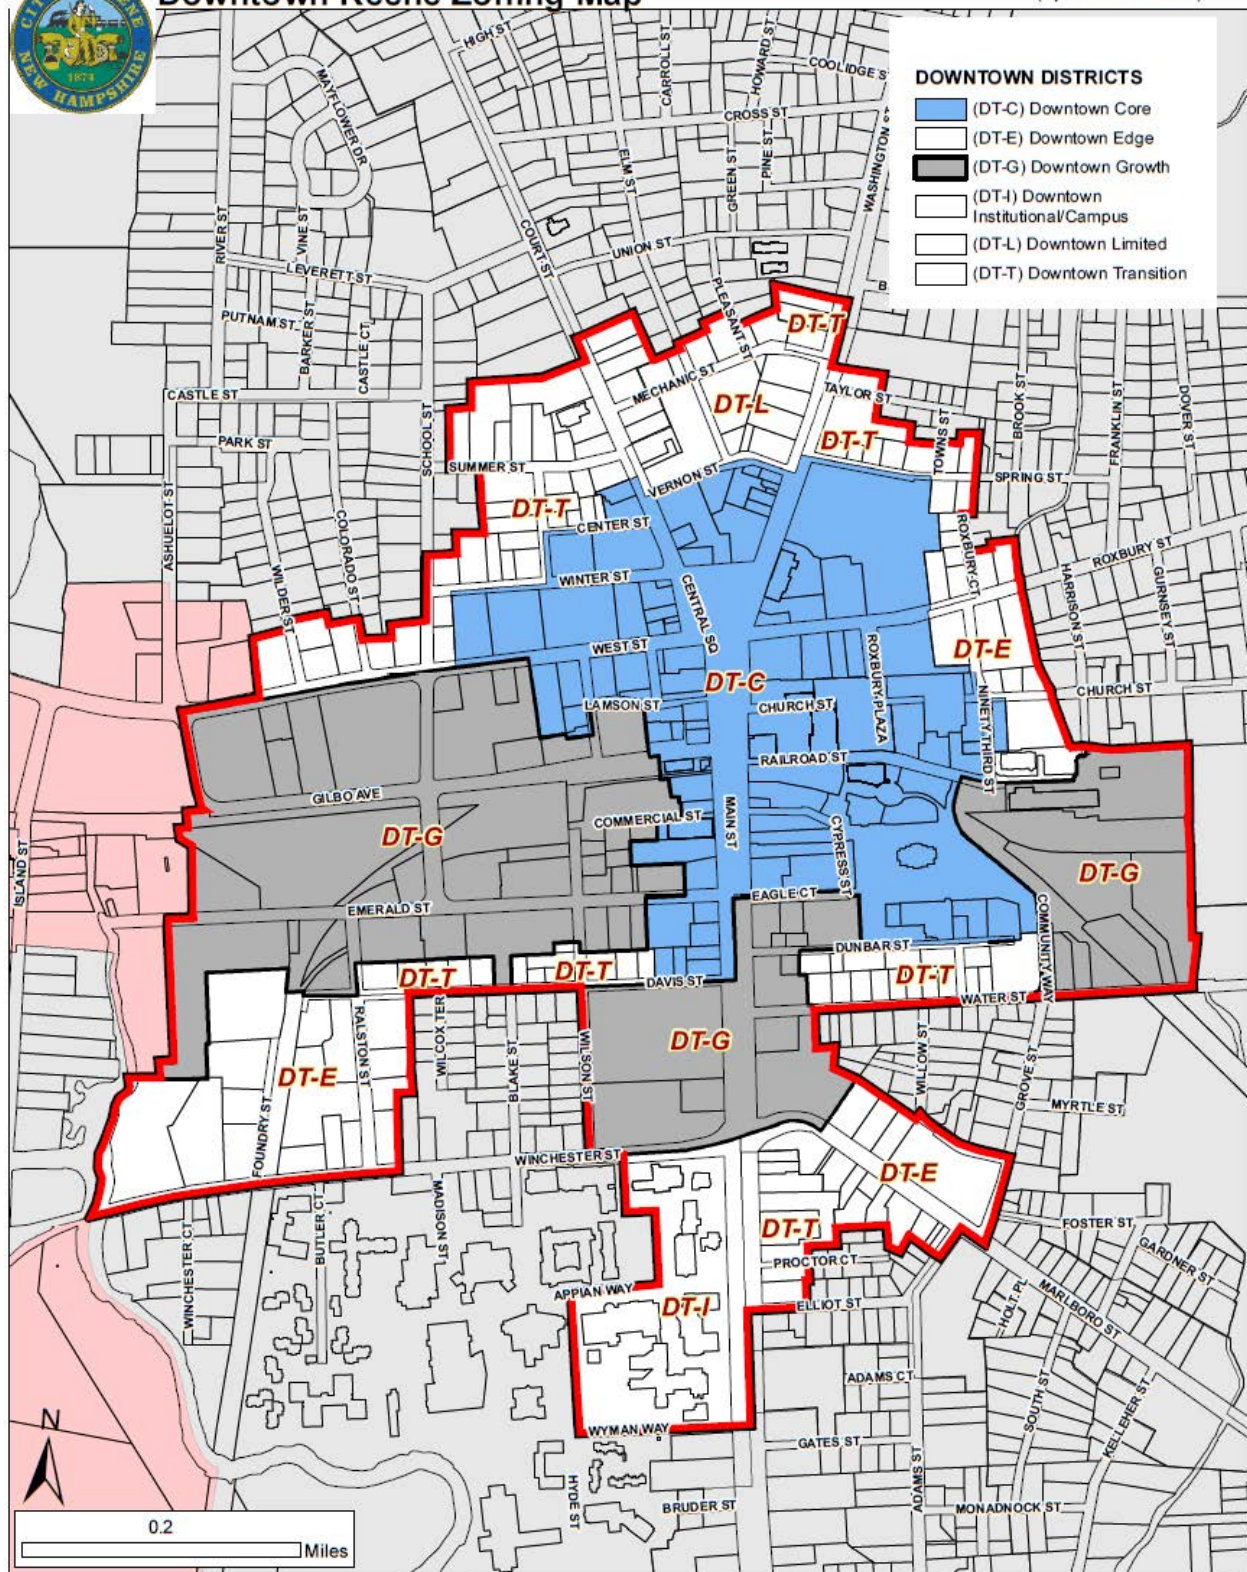 CITY OF KEENE
NEW HAMPSHIRE
1874
Downtown Keene Zoning Map
DOWNTOWN DISTRICTS
(DT-C) Downtown Core
(DT-E) Downtown Edge
(DT-G) Downtown Growth
(DT-I) Downtown
Institutional/Campus
(DT-L) Downtown Limited
(DT-T) Downtown Transition
HIGH ST
CARROLL ST
HOWARD ST
COOLIDGE S
MAYFLOWER DR
CROSS ST
WASHINGTON ST
ELM ST
GREEN ST
PINE ST
RIVER ST
VINE ST
COURT ST
UNION ST
LEVERETT ST
PLEASANT ST
B
PUTNAM ST
BARKER ST
CASTLE CT
DT-T
MECHANIC ST
CASTLE ST
TAYLOR ST
DT-L
BROOK ST
FRANKLIN ST
DOVER ST
PARK ST
SCHOOL ST
DT-T
TOWNS ST
SUMMER ST
VERNON ST
SPRING ST
ASHUELOT ST
COLORADO ST
DT-T
CENTER ST
ROXBURY CT
ROXBURY ST
WILDER ST
WINTER ST
CENTRAL SQ
HARRISON ST
GURNSEY ST
WEST ST
ROXBURY PLAZA
DT-E
DT-C
LAMSON ST
CHURCH ST
NINETY THIRD ST
CHURCH ST
RAILROAD ST
GILBO AVE
MAIN ST
COMMERCIAL ST
CYPRESS ST
DT-G
ISLAND ST
DT-G
EAGLE CT
EMERALD ST
COMMUNITY WAY
DUNBAR ST
DT-T
DT-T
DAVIS ST
DT-T
WATER ST
RALSTON ST
WILCOX TER
BLAKE ST
WILSON ST
DT-G
WILLOW ST
GROVE ST
DT-E
MYRTLE ST
FOUNDRY ST
WINCHESTER ST
DT-E
MADISON ST
WINCHESTER CT
BUTLER CT
DT-T
FOSTER ST
GARDNER ST
PROCTOR CT
APPIAN WAY
DT-I
ELLIOT ST
HOLT PL
MARLBORO ST
ADAMS CT
SOUTH ST
KELLEHER ST
N
WYMAN WAY
GATES ST
HYDE ST
BRUDER ST
ADAMS ST
MONADNOCK ST
0.2
Miles